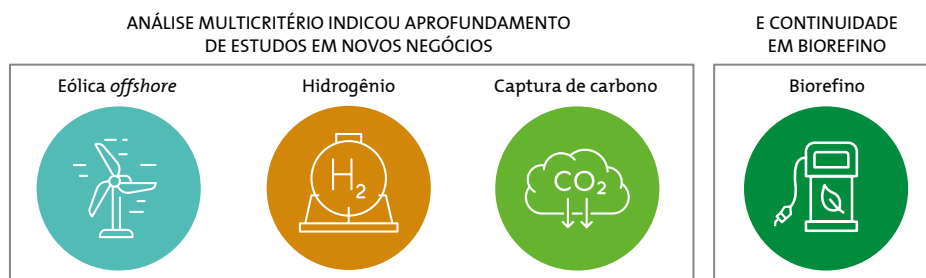 ANÁLISE MULTICRITÉRIO INDICOU APROFUNDAMENTO
DE ESTUDOS EM NOVOS NEGÓCIOS
E CONTINUIDADE
EM BIOREFINO
Eólica offshore
Hidrogênio
Captura de carbono
Biorefino
H₂
CO₂